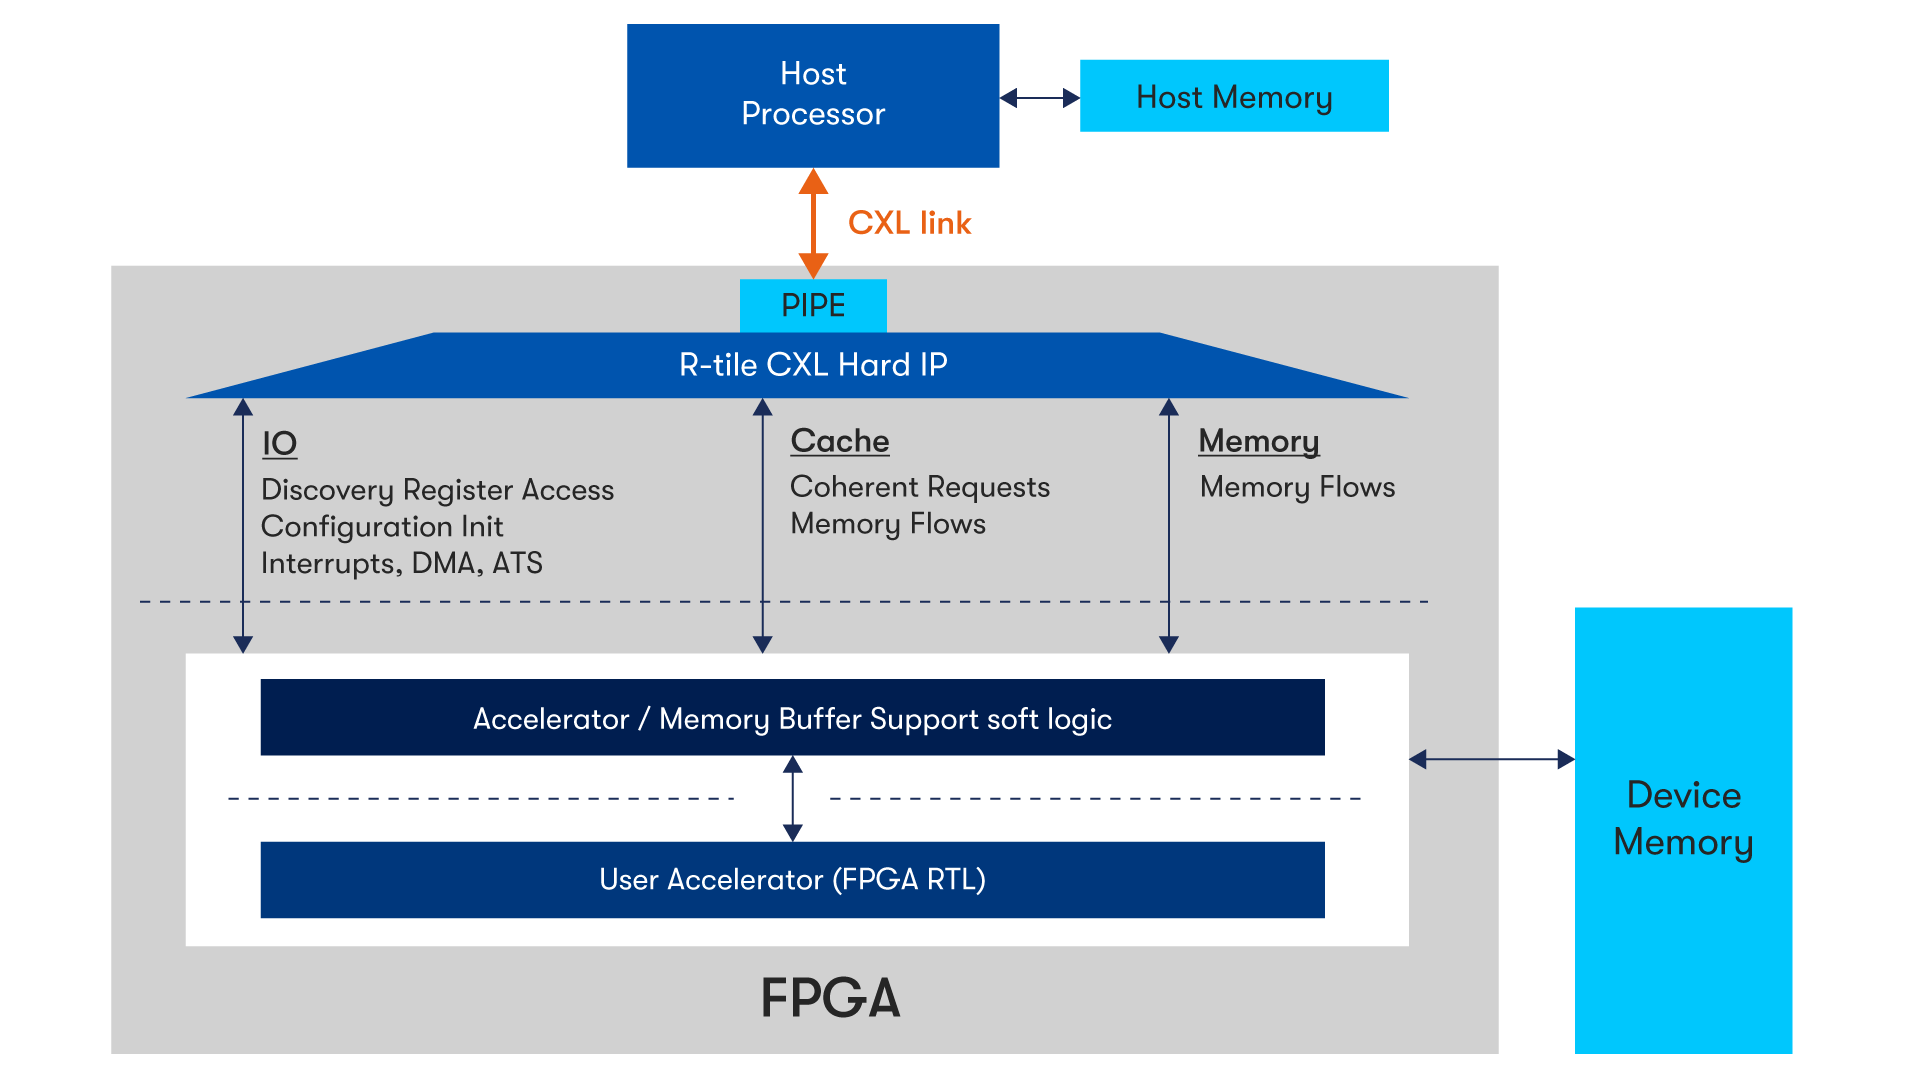 Host
Processor
Host Memory
CXL link
PIPE
R-tile CXL Hard IP
IO
Discovery Register Access
Configuration Init
Interrupts, DMA, ATS
Cache
Coherent Requests
Memory Flows
Memory
Memory Flows
Accelerator / Memory Buffer Support soft logic
User Accelerator (FPGA RTL)
Device
Memory
FPGA